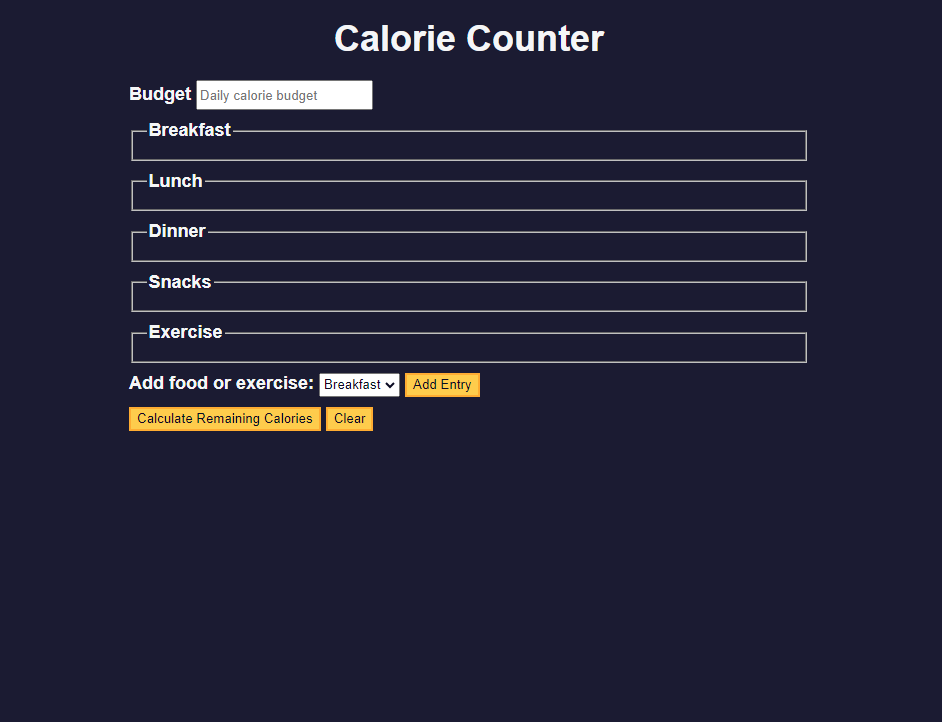 Calorie Counter
Budget Daily calorie budget
Breakfast
Lunch
Dinner
Snacks
Exercise
Add food or exercise: Breakfast Add Entry
Calculate Remaining Calories Clear